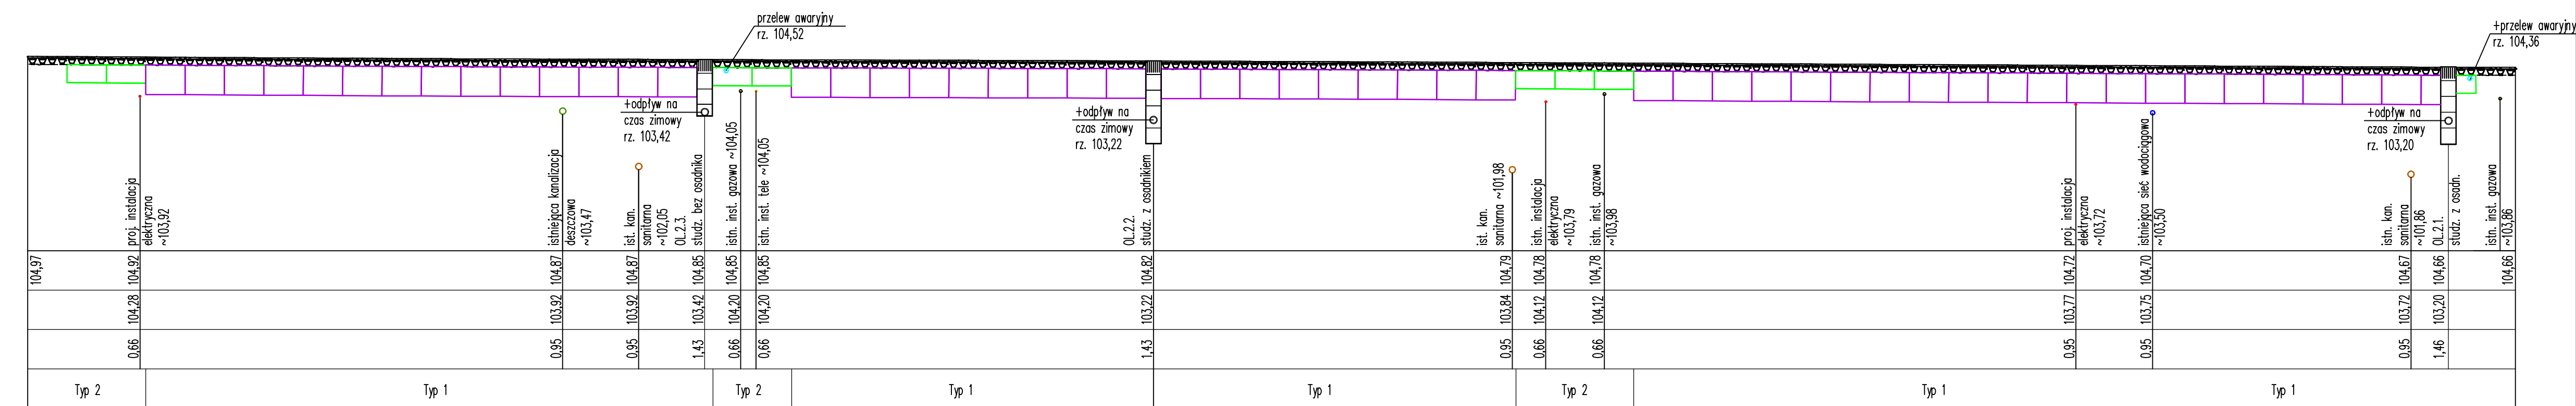 przelew awaryjny
rz. 104,52
+przelew awaryjny
rz. 104,36
+odpływ na
czas zimowy
rz. 103,42
+odpływ na
czas zimowy
rz. 103,22
+odpływ na
czas zimowy
rz. 103,20
proj. instalacja
elektryczna
~103,92
istniejąca kanalizacja
deszczowa
~103,47
ist. kan.
sanitarna
~102,05
OL.2.3.
studz. bez osadnika
istn. inst. gazowa ~104,05
istn. inst. tele ~104,05
OL.2.2.
studz. z osadnikiem
ist. kan.
sanitarna ~101,98
istn. instalacja
elektryczna
~103,79
istn. inst. gazowa
~103,98
proj. instalacja
elektryczna
~103,72
istniejąca sieć wodociągowa
~103,50
istn. kan.
sanitarna
~101,86
OL.2.1.
studz. z osadn.
istn. inst. gazowa
~103,86
104,97 104,92 104,87 104,87 104,85 104,85 104,85 104,82 104,79 104,78 104,78 104,72 104,70 104,67 104,66 104,66
104,28 103,92 103,92 103,42 104,20 104,20 103,22 103,84 104,12 104,12 103,77 103,75 103,72 103,20
0,66 0,95 0,95 1,43 0,66 0,66 1,43 0,95 0,66 0,66 0,95 0,95 0,95 1,46
Typ 2 Typ 1 Typ 2 Typ 1 Typ 1 Typ 2 Typ 1 Typ 1